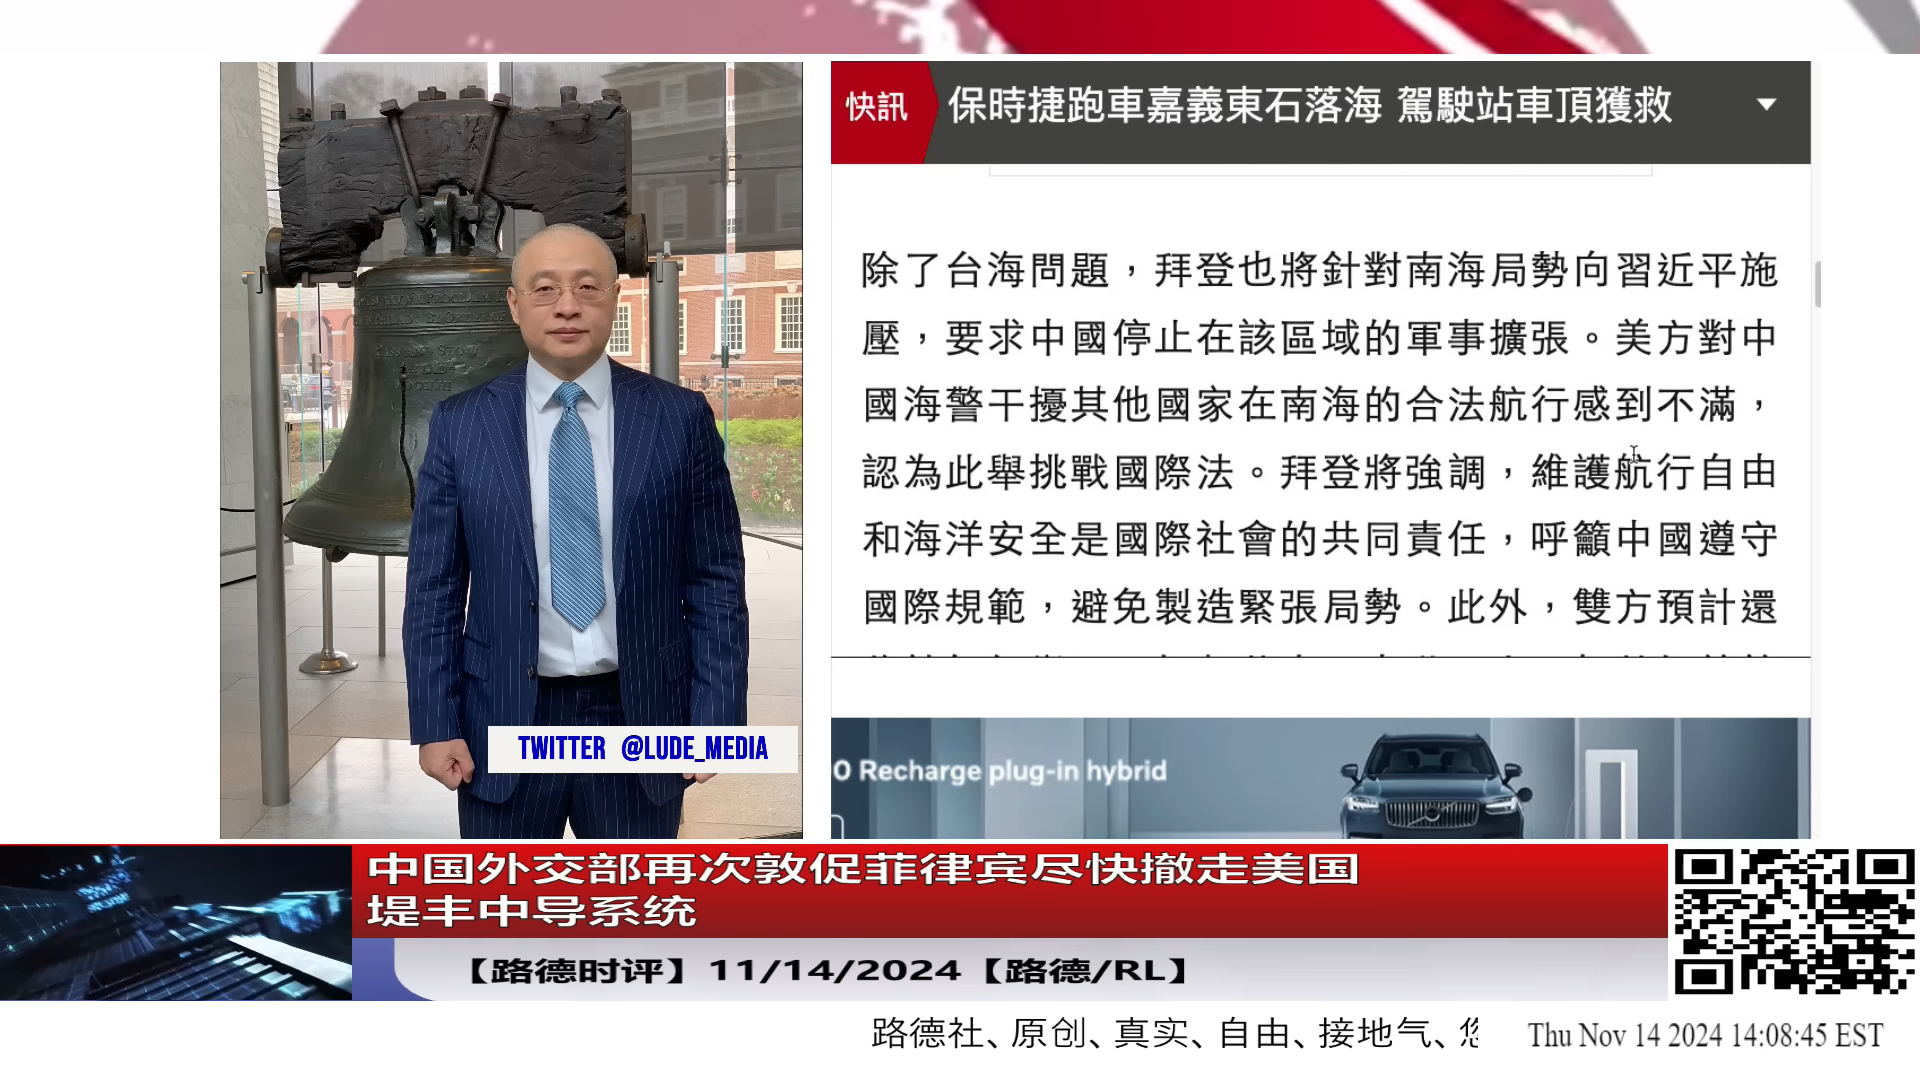 快訊 保時捷跑車嘉義東石落海 駕駛站車頂獲救
除了台海問題，拜登也將針對南海局勢向習近平施
壓，要求中國停止在該區域的軍事擴張。美方對中
國海警干擾其他國家在南海的合法航行感到不滿，
認為此舉挑戰國際法。拜登將強調，維護航行自由
和海洋安全是國際社會的共同責任，呼籲中國遵守
國際規範，避免製造緊張局勢。此外，雙方預計還
TWITTER @LUDE_MEDIA
0 Recharge plug-in hybrid
中国外交部再次敦促菲律宾尽快撤走美国
堤丰中导系统
【路德时评】11/14/2024【路德/RL】
路德社、原创、真实、自由、接地气、
Thu Nov 14 2024 14:08:45 EST